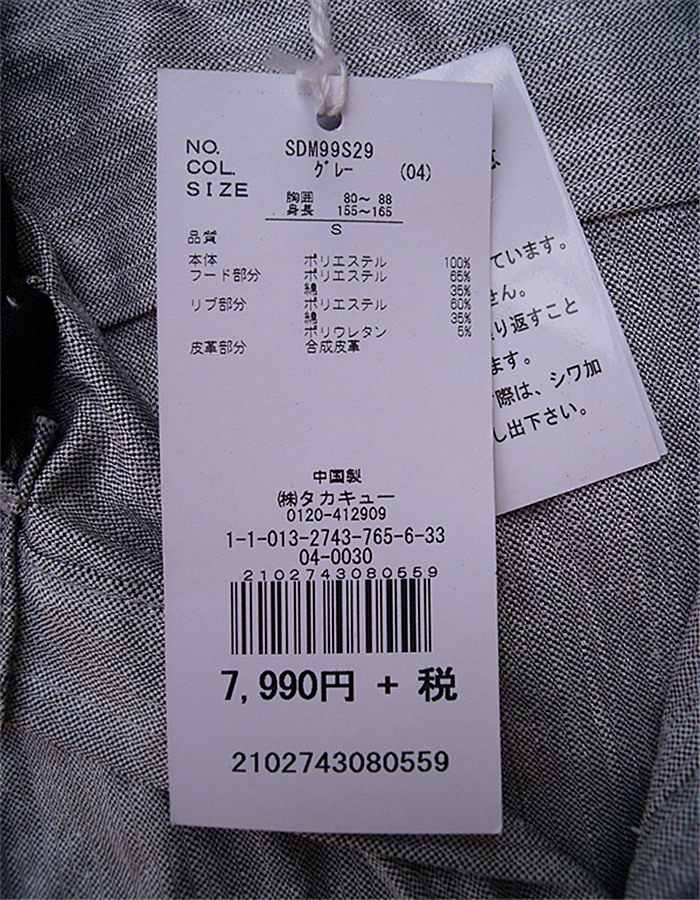 NO. SDM99S29
COL. グレー (04)
SIZE
胸囲 80～ 88
身長 155～165
S
品質
本体 ポリエステル 100%
フード部分 ポリエステル 65%
綿 35%
リブ部分 ポリエステル 60%
綿 35%
ポリウレタン 5%
皮革部分 合成皮革
中国製
㈱タカキュー
0120-412909
1-1-013-2743-765-6-33
04-0030
2102743080559
7,990円 + 税
2102743080559
ています。
せん。
り返すこと
ます。
際は、シワ加
し出下さい。